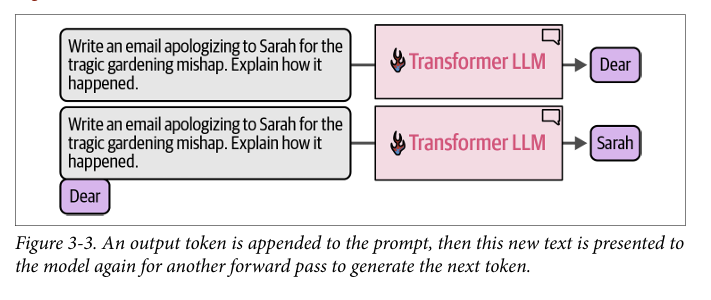 Write an email apologizing to Sarah for the
tragic gardening mishap. Explain how it
happened.
Transformer LLM
Dear
Write an email apologizing to Sarah for the
tragic gardening mishap. Explain how it
happened.
Transformer LLM
Sarah
Dear
Figure 3-3. An output token is appended to the prompt, then this new text is presented to
the model again for another forward pass to generate the next token.